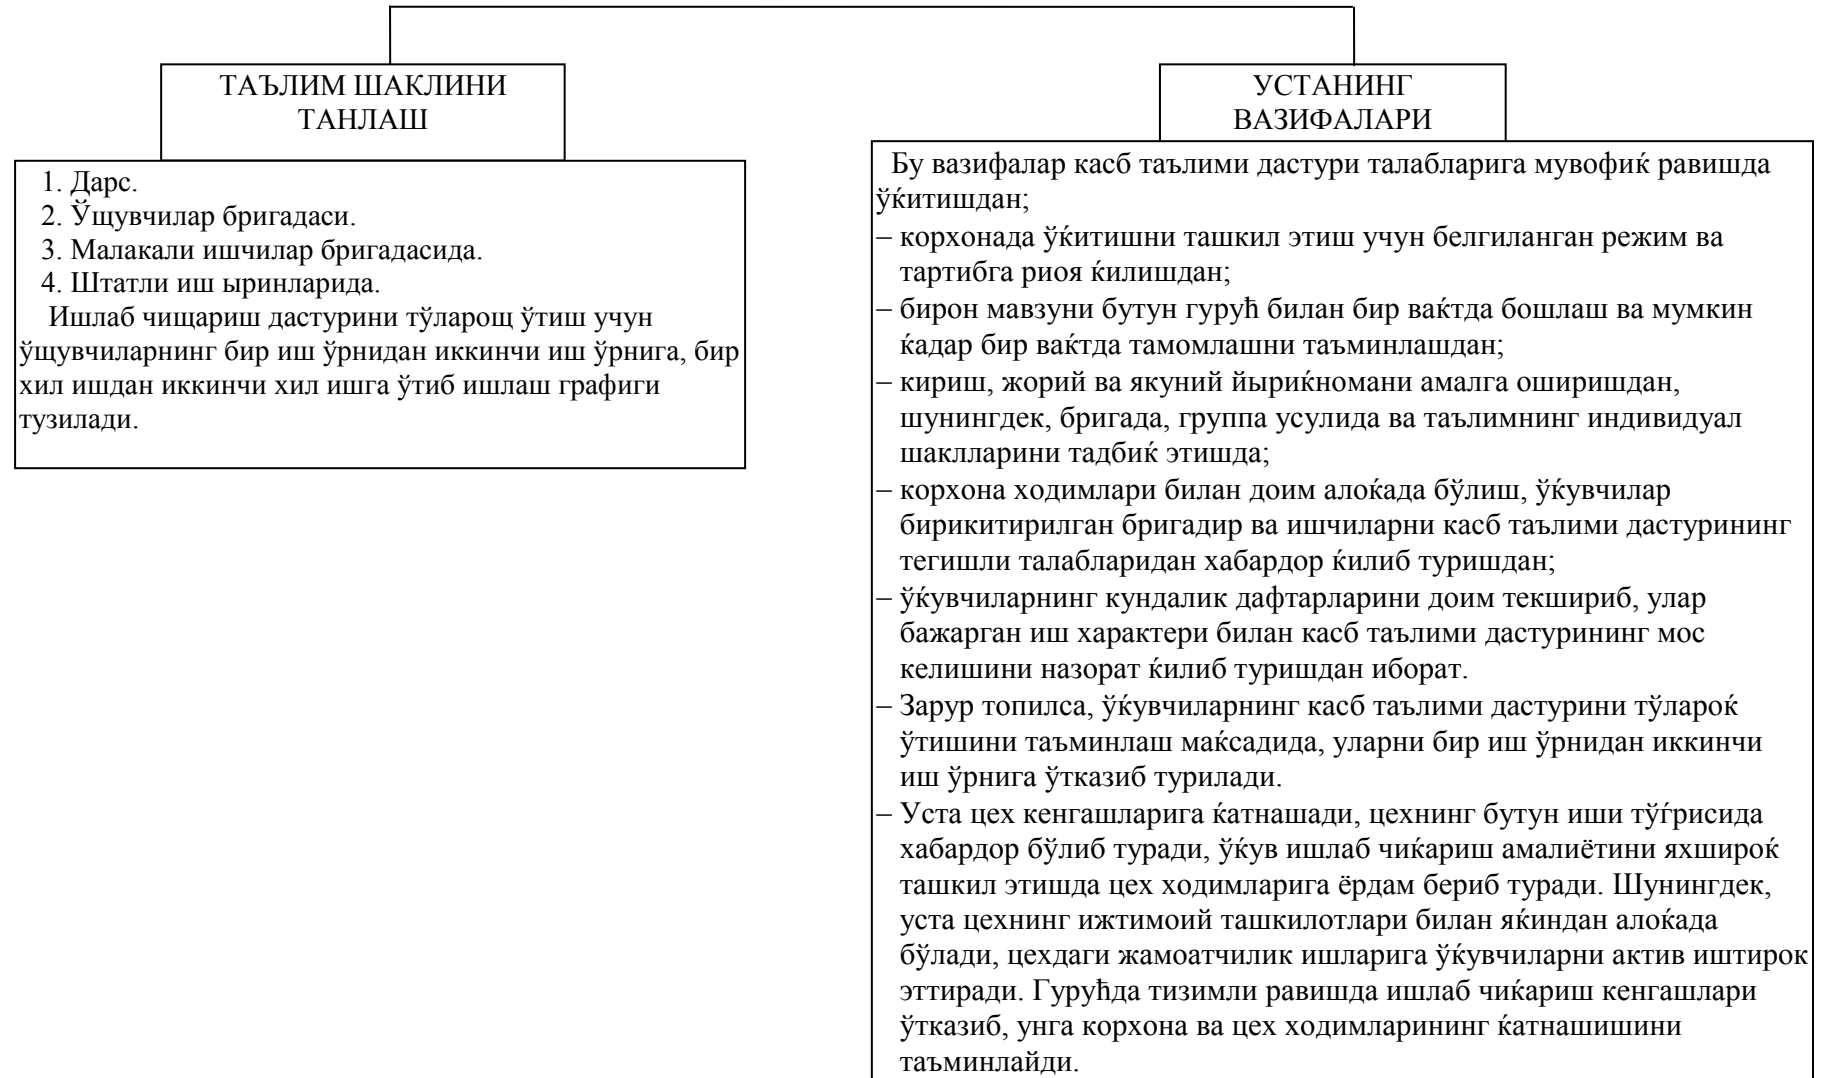 ТАЪЛИМ ШАКЛИНИ
ТАНЛАШ
1. Дарс.
2. Ўщувчилар бригадаси.
3. Малакали ишчилар бригадасида.
4. Штатли иш ыринларида.
Ишлаб чищариш дастурини тўларощ ўтиш учун
ўщувчиларнинг бир иш ўрнидан иккинчи иш ўрнига, бир
хил ишдан иккинчи хил ишга ўтиб ишлаш графиги
тузилади.
УСТАНИНГ
ВАЗИФАЛАРИ
Бу вазифалар касб таълими дастури талабларига мувофиќ равишда
ўќитишдан;
– корхонада ўќитишни ташкил этиш учун белгиланган режим ва
тартибга риоя ќилишдан;
– бирон мавзуни бутун гурућ билан бир ваќтда бошлаш ва мумкин
ќадар бир ваќтда тамомлашни таъминлашдан;
– кириш, жорий ва якуний йыриќномани амалга оширишдан,
шунингдек, бригада, группа усулида ва таълимнинг индивидуал
шаклларини тадбиќ этишда;
– корхона ходимлари билан доим алоќада бўлиш, ўќувчилар
бирикитирилган бригадир ва ишчиларни касб таълими дастурининг
тегишли талабларидан хабардор ќилиб туришдан;
– ўќувчиларнинг кундалик дафтарларини доим текшириб, улар
бажарган иш характери билан касб таълими дастурининг мос
келишини назорат ќилиб туришдан иборат.
– Зарур топилса, ўќувчиларнинг касб таълими дастурини тўлароќ
ўтишини таъминлаш маќсадида, уларни бир иш ўрнидан иккинчи
иш ўрнига ўтказиб турилади.
– Уста цех кенгашларига ќатнашади, цехнинг бутун иши тўѓрисида
хабардор бўлиб туради, ўќув ишлаб чиќариш амалиётини яхшироќ
ташкил этишда цех ходимларига ёрдам бериб туради. Шунингдек,
уста цехнинг ижтимоий ташкилотлари билан яќиндан алоќада
бўлади, цехдаги жамоатчилик ишларига ўќувчиларни актив иштирок
эттиради. Гурућда тизимли равишда ишлаб чиќариш кенгашлари
ўтказиб, унга корхона ва цех ходимларининг ќатнашишини
таъминлайди.